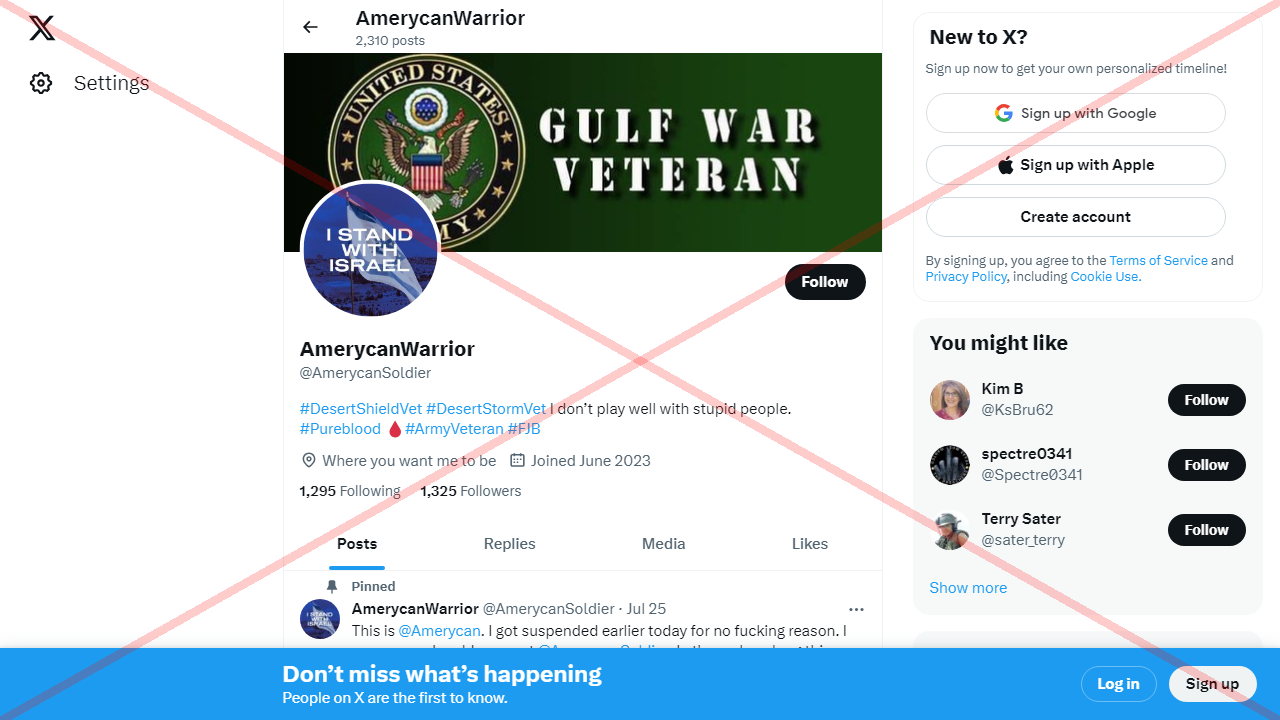 Settings
AmerycanWarrior
2,310 posts
UNITED STATES
GULF WAR
VETERAN
I STAND
WITH
ISRAEL
Follow
AmerycanWarrior
@AmerycanSoldier
#DesertShieldVet #DesertStormVet I don’t play well with stupid people.
#Pureblood 🩸#ArmyVeteran #FJB
Where you want me to be Joined June 2023
1,295 Following 1,325 Followers
Posts Replies Media Likes
Pinned
AmerycanWarrior @AmerycanSoldier · Jul 25
This is @Amerycan. I got suspended earlier today for no fucking reason. I
New to X?
Sign up now to get your own personalized timeline!
Sign up with Google
Sign up with Apple
Create account
By signing up, you agree to the Terms of Service and
Privacy Policy, including Cookie Use.
You might like
Kim B
@KsBru62
Follow
spectre0341
@Spectre0341
Follow
Terry Sater
@sater_terry
Follow
Show more
Don’t miss what’s happening
People on X are the first to know.
Log in
Sign up